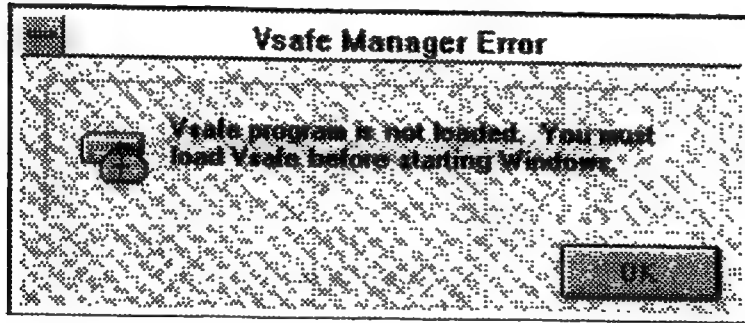 Vsafe Manager Error
Vsafe program is not loaded. You must
load Vsafe before starting Windows.
OK